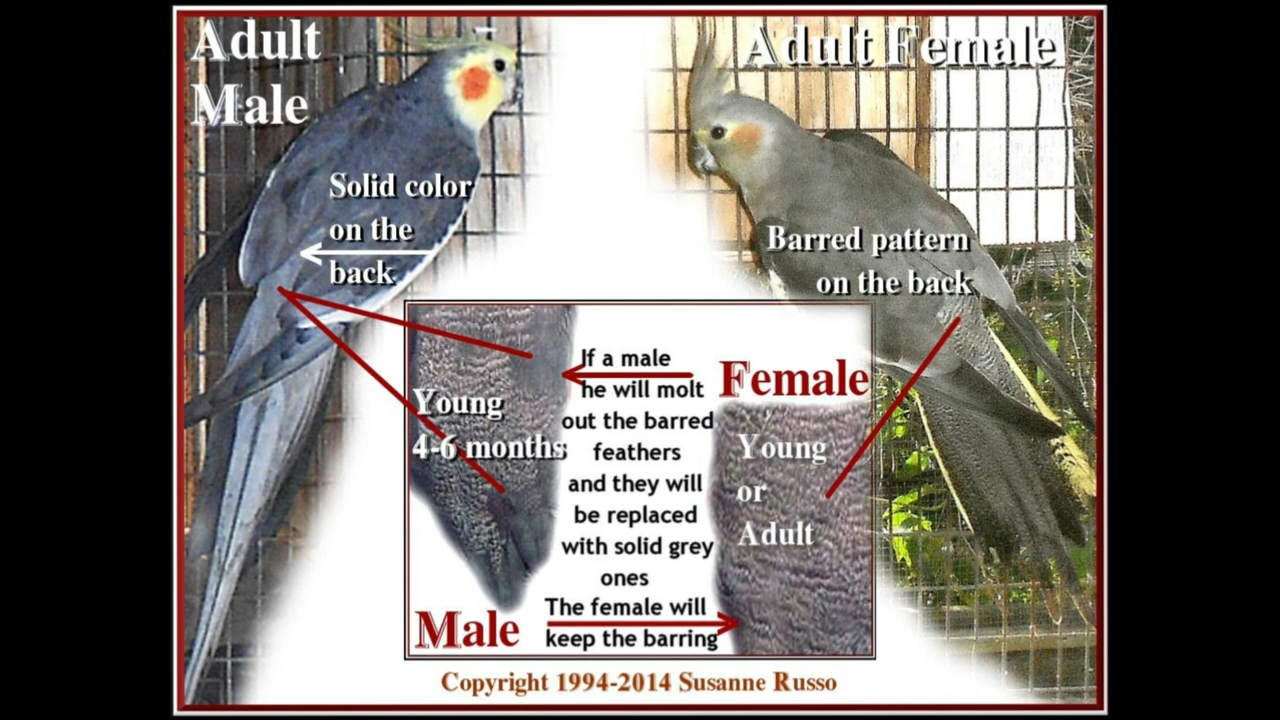 Adult
Male
Adult Female
Solid color
on the
back
Barred pattern
on the back
Young
4-6 months
Male
If a male
he will molt
out the barred
feathers
and they will
be replaced
with solid grey
ones
The female will
keep the barring
Female
Young
or
Adult
Copyright 1994-2014 Susanne Russo